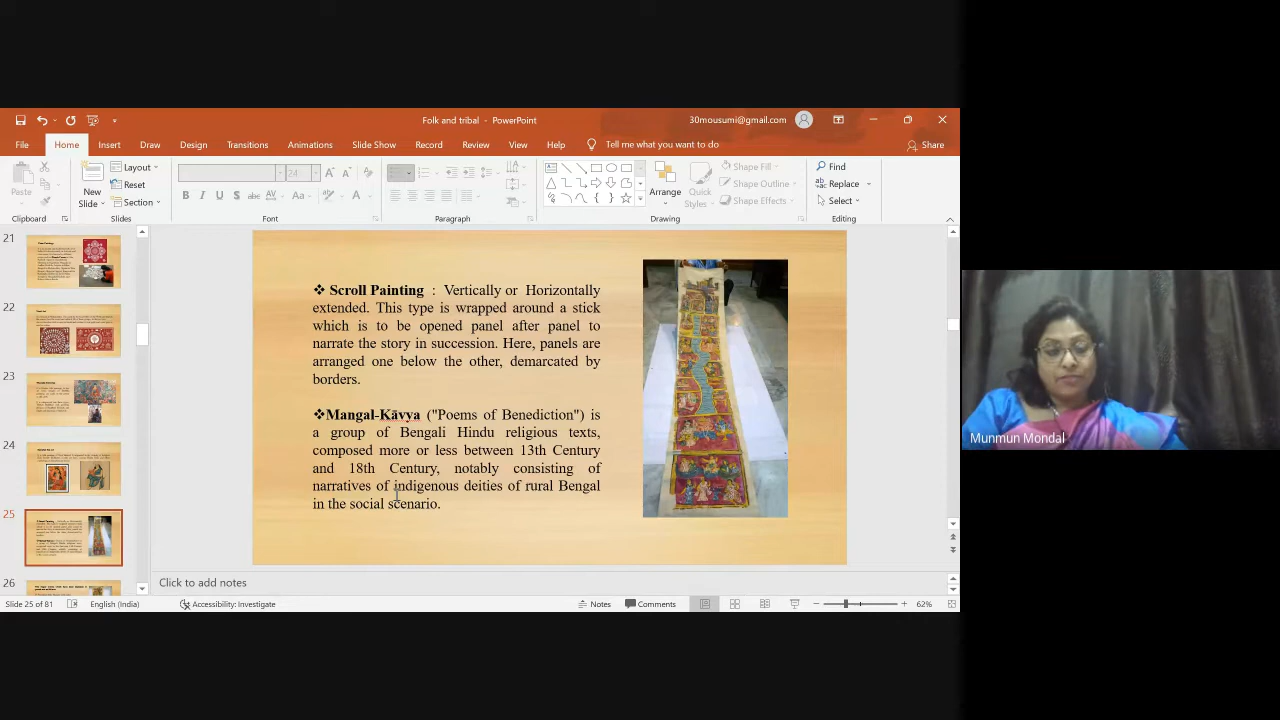 Folk and tribal - PowerPoint
30mousumi@gmail.com
File Home Insert Draw Design Transitions Animations Slide Show Record Review View Help Tell me what you want to do Share
Paste
New
Slide
Layout
Reset
Section
24
Arrange
Quick
Styles
Shape Fill
Shape Outline
Shape Effects
Find
Replace
Select
Clipboard Slides Font Paragraph Drawing Editing
21
22
23
24
25
26
❖ Scroll Painting : Vertically or Horizontally
extended. This type is wrapped around a stick
which is to be opened panel after panel to
narrate the story in succession. Here, panels are
arranged one below the other, demarcated by
borders.
❖Mangal-Kāvya ("Poems of Benediction") is
a group of Bengali Hindu religious texts,
composed more or less between 13th Century
and 18th Century, notably consisting of
narratives of indigenous deities of rural Bengal
in the social scenario.
Munmun Mondal
Click to add notes
Slide 25 of 81 English (India) Accessibility: Investigate Notes Comments 62%